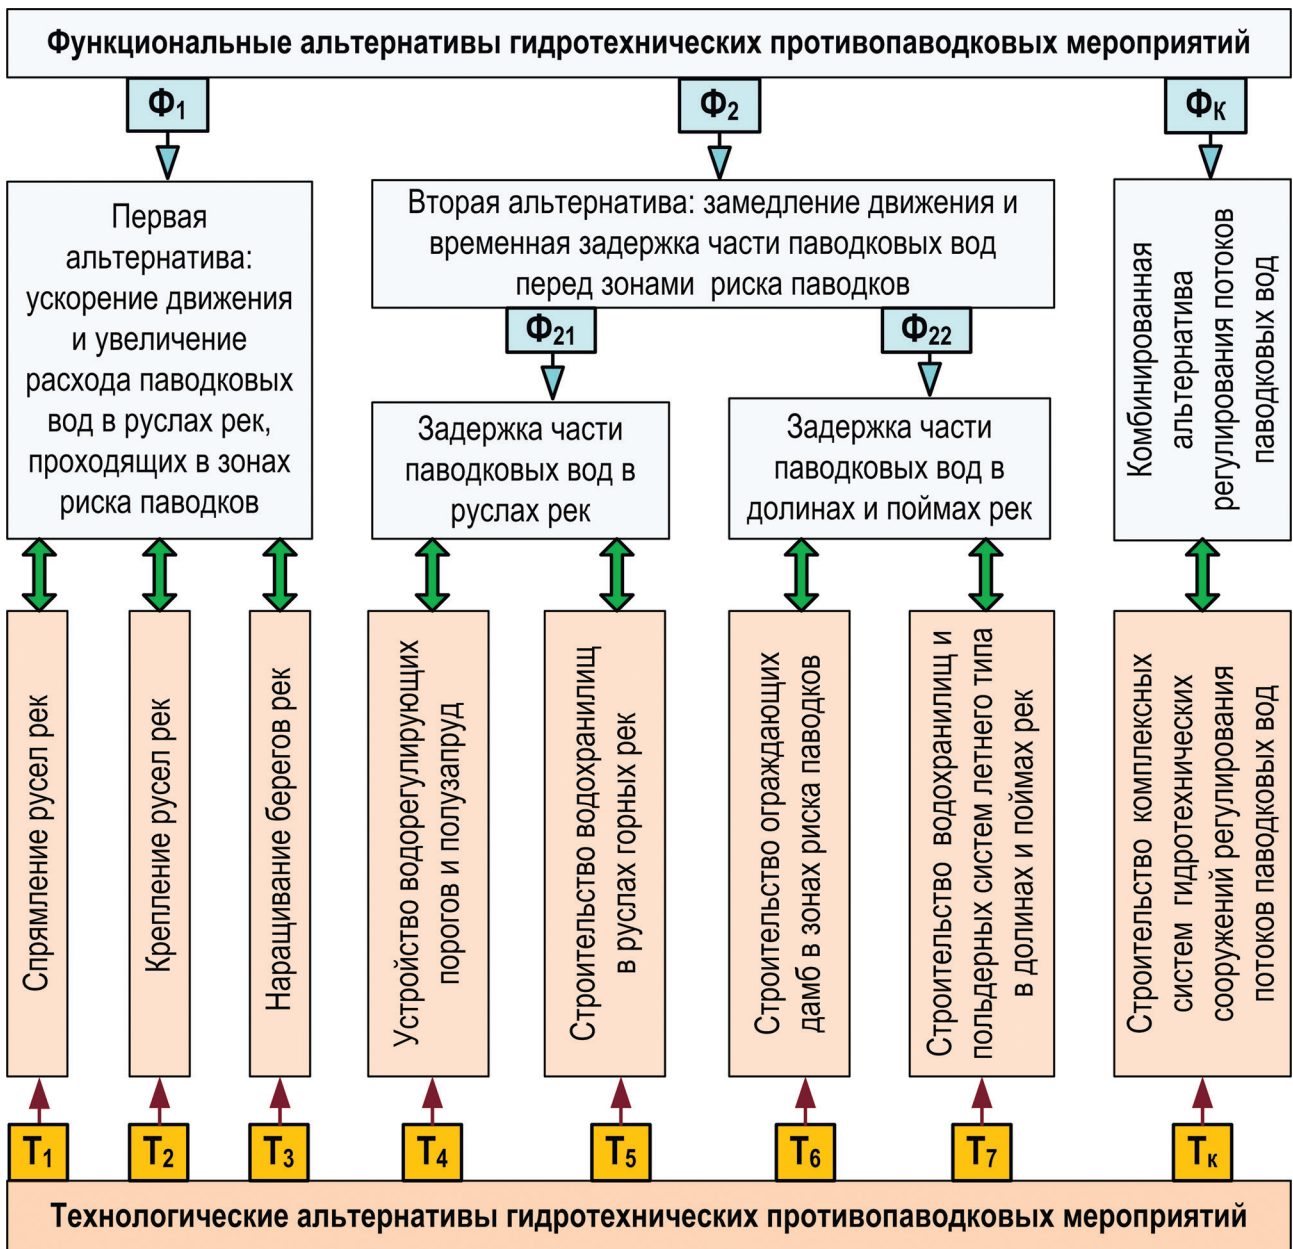 Функциональные альтернативы гидротехнических противопаводковых мероприятий
Ф1
Ф2
ФК
Первая
альтернатива:
ускорение движения
и увеличение
расхода паводковых
вод в руслах рек,
проходящих в зонах
риска паводков
Вторая альтернатива: замедление движения и
временная задержка части паводковых вод
перед зонами риска паводков
Ф21
Ф22
Задержка части
паводковых вод в
руслах рек
Задержка части
паводковых вод в
долинах и поймах рек
Комбинированная
альтернатива
регулирования потоков
паводковых вод
Спрямление русел рек
Крепление русел рек
Наращивание берегов рек
Устройство водорегулирующих
порогов и полузапруд
Строительство водохранилищ
в руслах горных рек
Строительство ограждающих
дамб в зонах риска паводков
Строительство водохранилищ и
польдерных систем летнего типа
в долинах и поймах рек
Строительство комплексных
систем гидротехнических
сооружений регулирования
потоков паводковых вод
Т1
Т2
Т3
Т4
Т5
Т6
Т7
Тк
Технологические альтернативы гидротехнических противопаводковых мероприятий